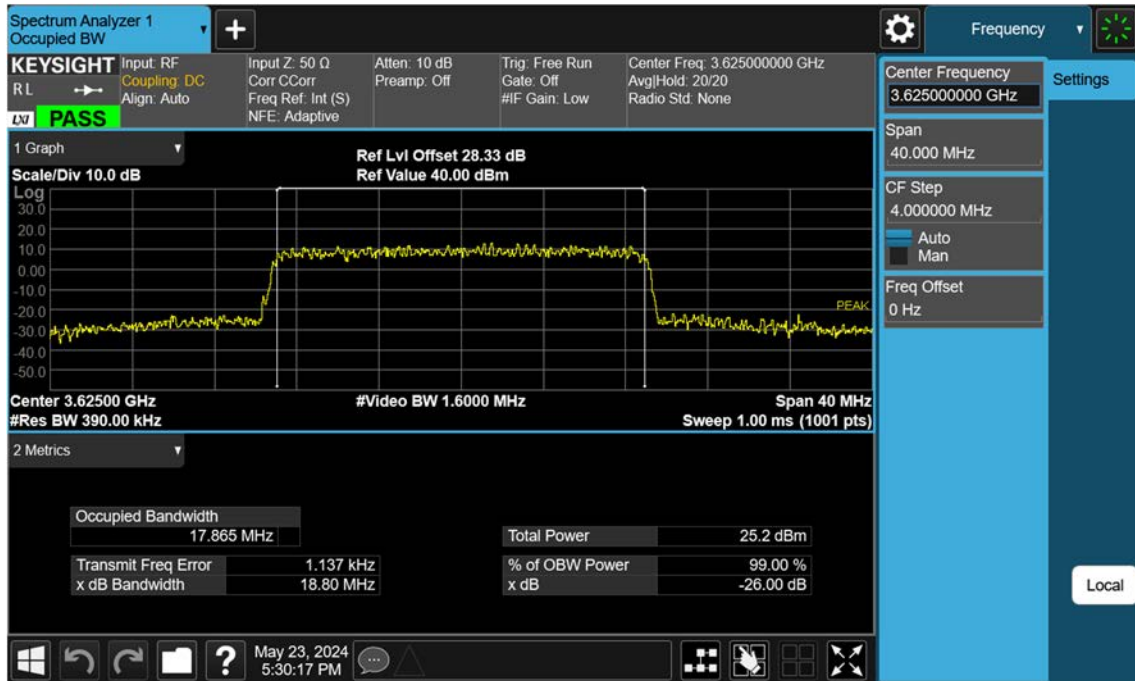 Spectrum Analyzer 1
Occupied BW
+
Frequency
KEYSIGHT
RL
LXI PASS
Input: RF
Coupling: DC
Align: Auto
Input Z: 50 Ω
Corr CCorr
Freq Ref: Int (S)
NFE: Adaptive
Atten: 10 dB
Preamp: Off
Trig: Free Run
Gate: Off
#IF Gain: Low
Center Freq: 3.625000000 GHz
Avg|Hold: 20/20
Radio Std: None
Center Frequency
3.625000000 GHz
Settings
Span
40.000 MHz
CF Step
4.000000 MHz
Auto
Man
Freq Offset
0 Hz
Local
1 Graph
Scale/Div 10.0 dB
Ref Lvl Offset 28.33 dB
Ref Value 40.00 dBm
Log
30.0
20.0
10.0
0.00
-10.0
-20.0
-30.0
-40.0
-50.0
PEAK
Center 3.62500 GHz
#Video BW 1.6000 MHz
Span 40 MHz
#Res BW 390.00 kHz
Sweep 1.00 ms (1001 pts)
2 Metrics
Occupied Bandwidth
17.865 MHz
Total Power 25.2 dBm
Transmit Freq Error 1.137 kHz
% of OBW Power 99.00 %
x dB Bandwidth 18.80 MHz
x dB -26.00 dB
?
May 23, 2024
5:30:17 PM